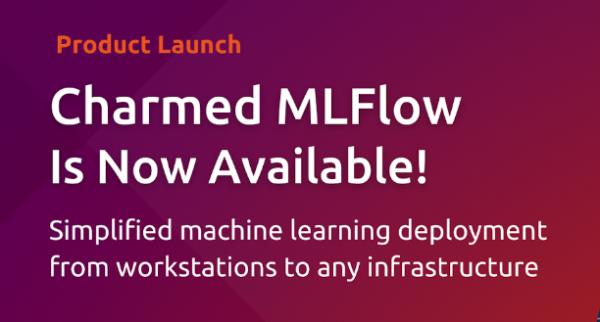 Product Launch
Charmed MLFlow
Is Now Available!
Simplified machine learning deployment
from workstations to any infrastructure